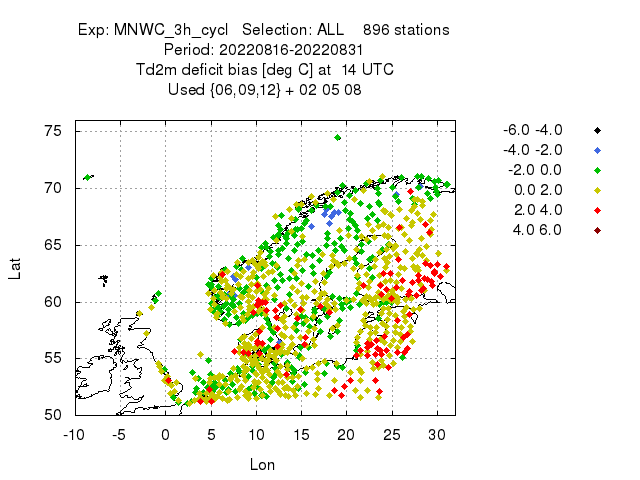 Exp: MNWC_3h_cycl Selection: ALL 896 stations
Period: 20220816-20220831
Td2m deficit bias [deg C] at 14 UTC
Used {06,09,12} + 02 05 08
75
70
65
60
55
50
Lat
-10 -5 0 5 10 15 20 25 30
Lon
-6.0 -4.0
-4.0 -2.0
-2.0 0.0
0.0 2.0
2.0 4.0
4.0 6.0